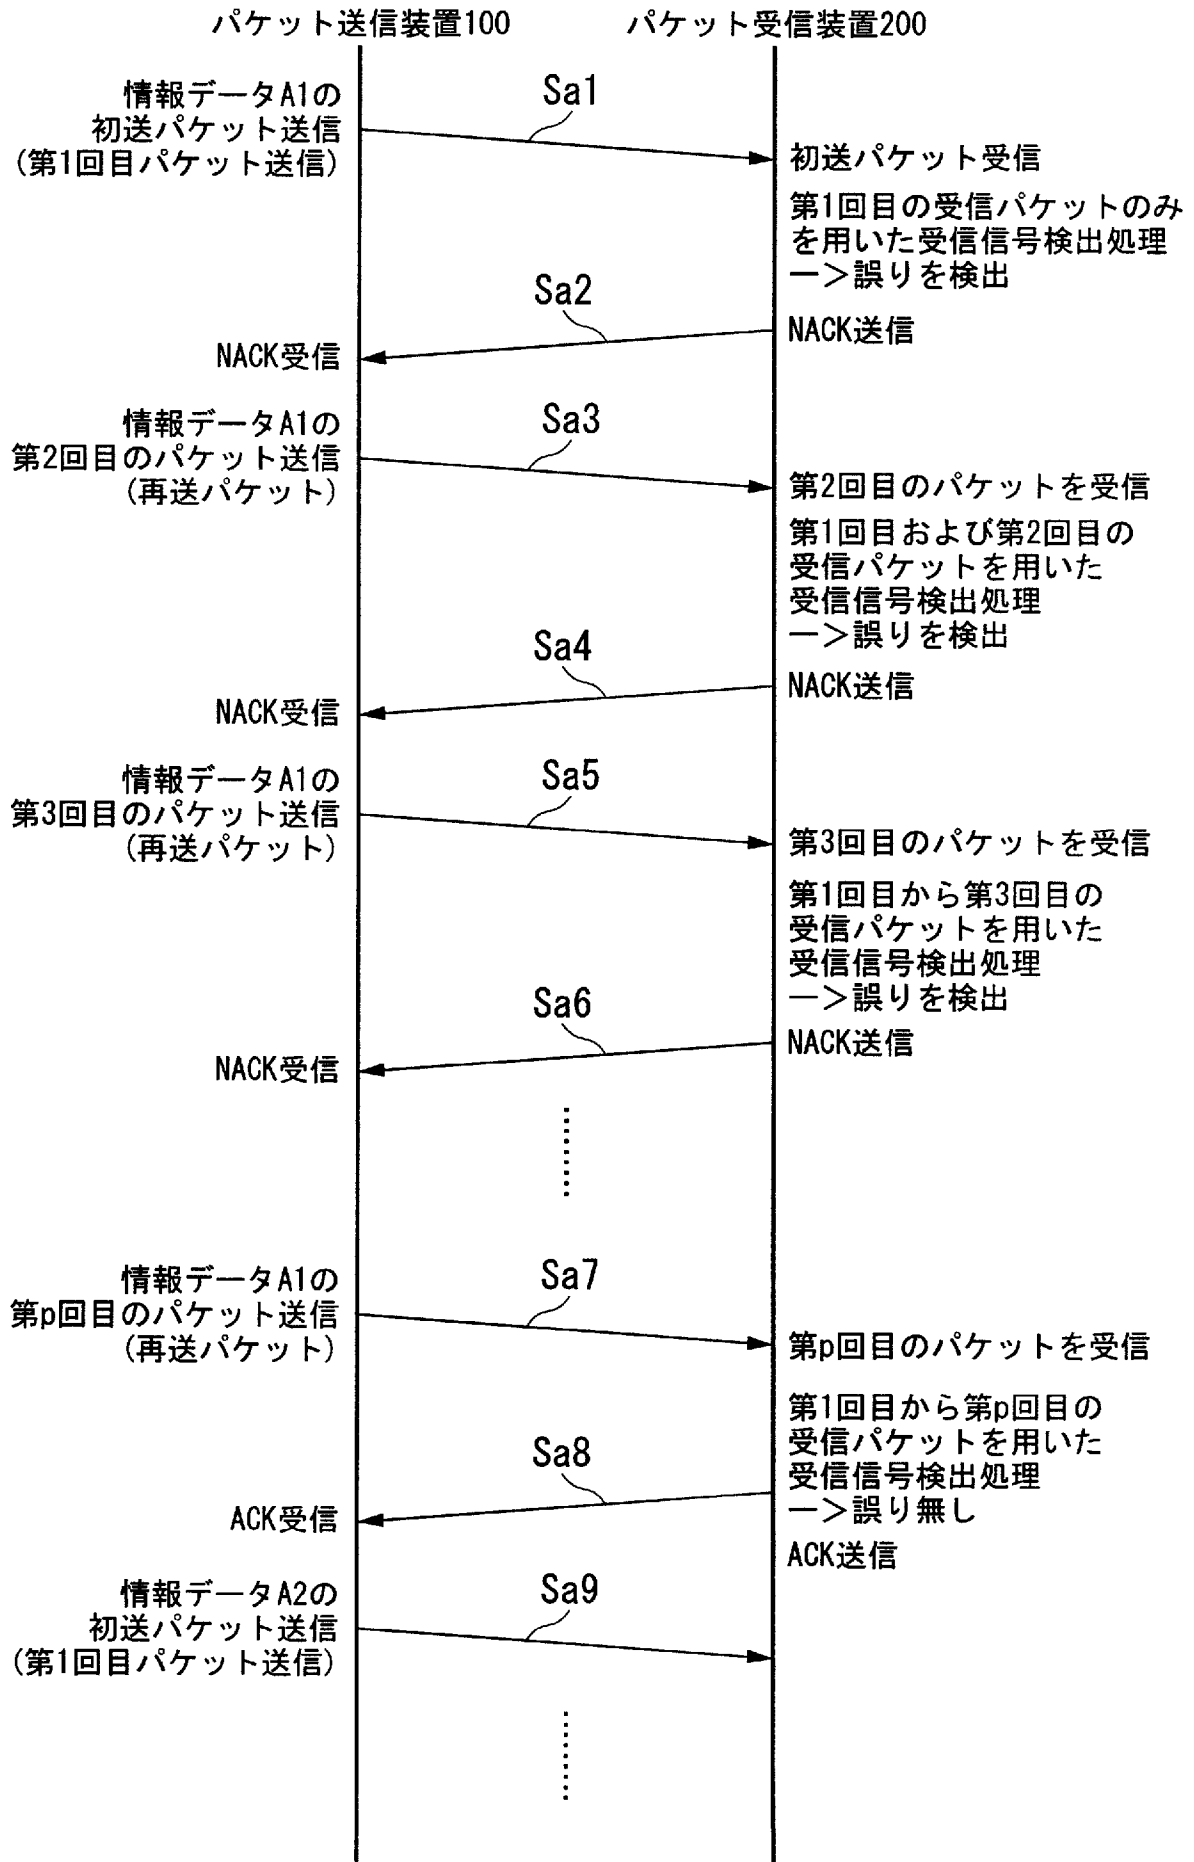 パケット送信装置100
パケット受信装置200
情報データA1の
初送パケット送信
(第1回目パケット送信)
Sa1
初送パケット受信
第1回目の受信パケットのみ
を用いた受信信号検出処理
ー>誤りを検出
Sa2
NACK送信
NACK受信
情報データA1の
第2回目のパケット送信
(再送パケット)
Sa3
第2回目のパケットを受信
第1回目および第2回目の
受信パケットを用いた
受信信号検出処理
ー>誤りを検出
Sa4
NACK送信
NACK受信
情報データA1の
第3回目のパケット送信
(再送パケット)
Sa5
第3回目のパケットを受信
第1回目から第3回目の
受信パケットを用いた
受信信号検出処理
ー>誤りを検出
Sa6
NACK送信
NACK受信
情報データA1の
第p回目のパケット送信
(再送パケット)
Sa7
第p回目のパケットを受信
第1回目から第p回目の
受信パケットを用いた
受信信号検出処理
ー>誤り無し
Sa8
ACK送信
ACK受信
情報データA2の
初送パケット送信
(第1回目パケット送信)
Sa9